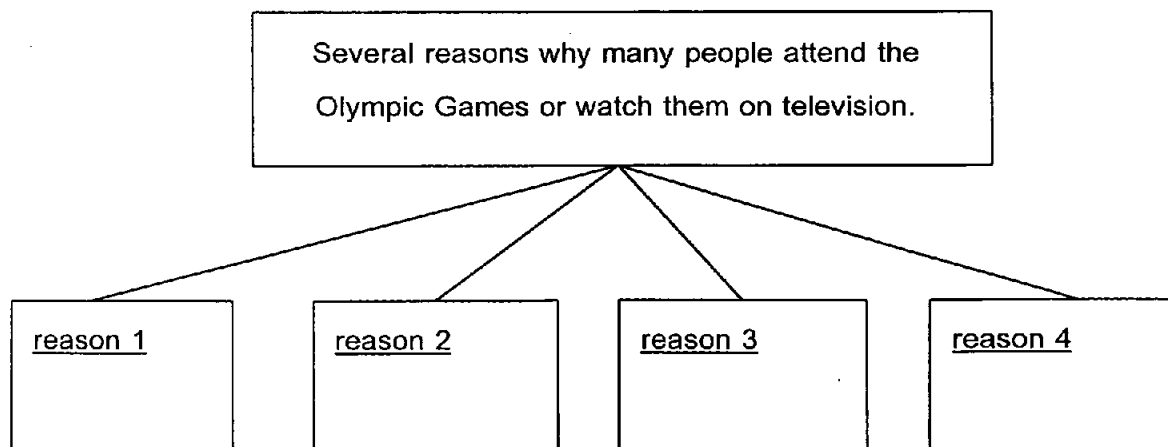 Several reasons why many people attend the
Olympic Games or watch them on television.
reason 1
reason 2
reason 3
reason 4